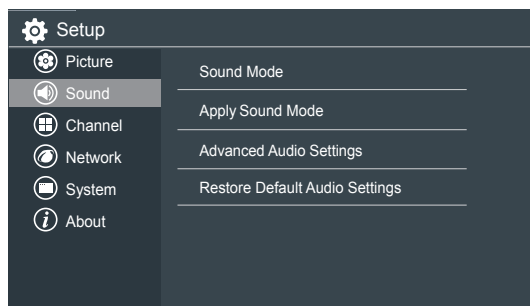 Setup
Picture
Sound
Channel
Network
System
About
Sound Mode
Apply Sound Mode
Advanced Audio Settings
Restore Default Audio Settings